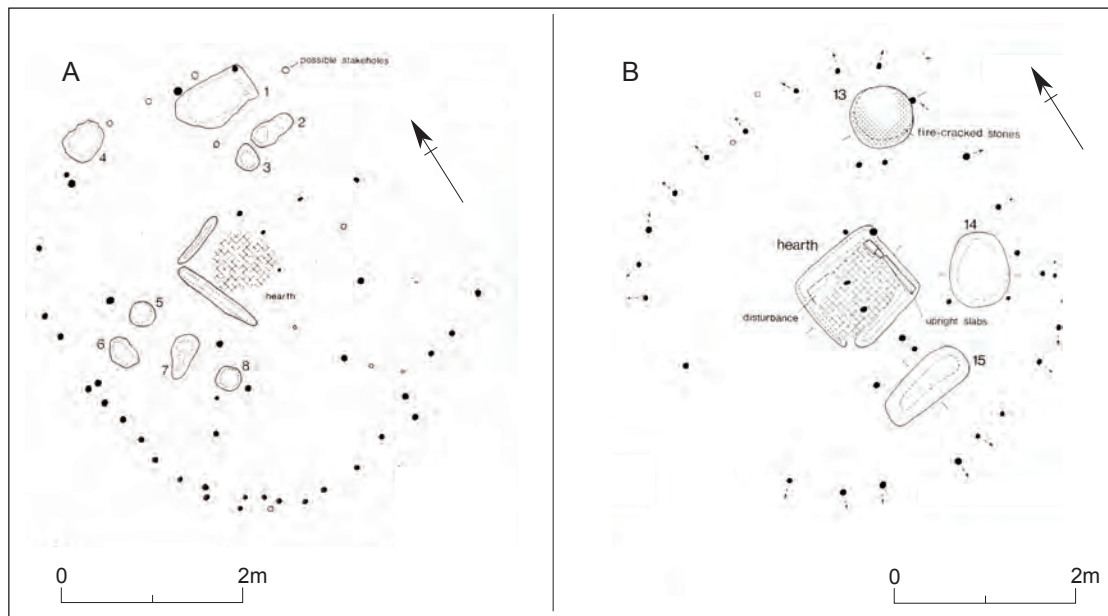 A
possible stakeholes
1
2
3
4
hearth
5
6
7
8
0
2m
B
13
fire-cracked stones
14
hearth
disturbance
upright slabs
15
0
2m